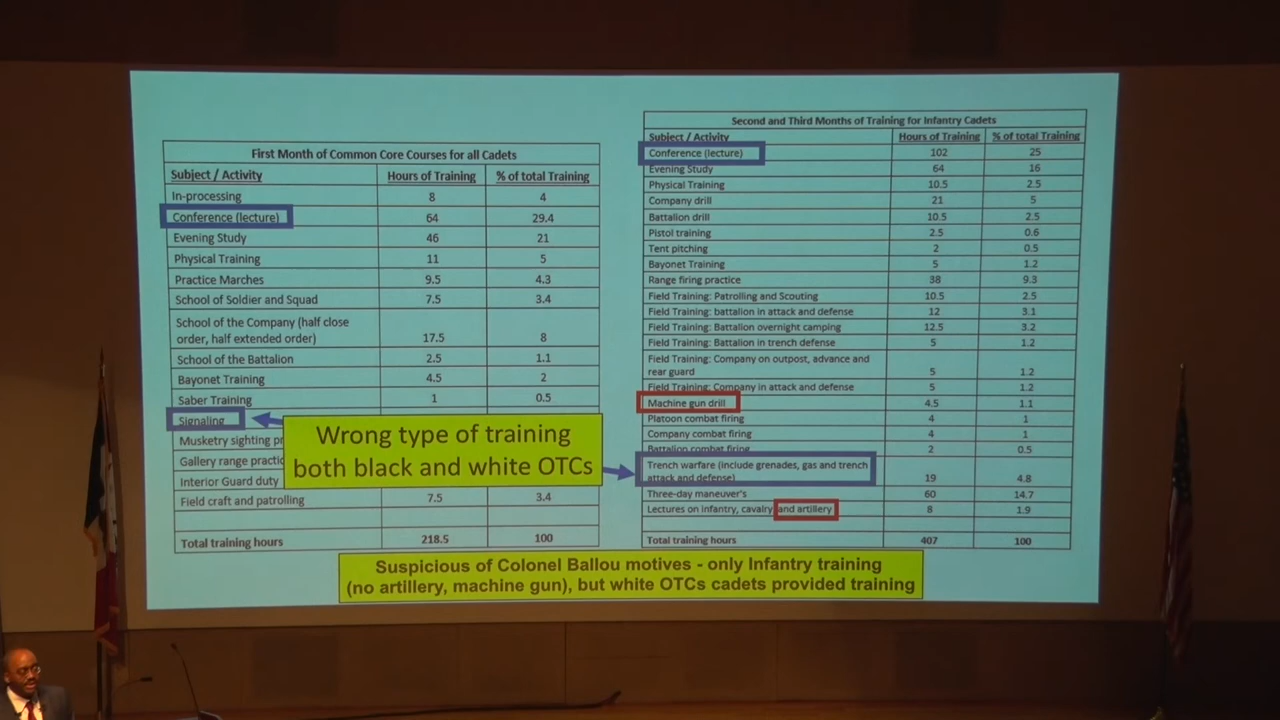 First Month of Common Core Courses for all Cadets
Subject / Activity Hours of Training % of total Training
In-processing 8 4
Conference (lecture) 64 29.4
Evening Study 46 21
Physical Training 11 5
Practice Marches 9.5 4.3
School of Soldier and Squad 7.5 3.4
School of the Company (half close
order, half extended order) 17.5 8
School of the Battalion 2.5 1.1
Bayonet Training 4.5 2
Saber Training 1 0.5
Signaling
Musketry sighting
Gallery range
Interior Guard duty
Field craft and patrolling 7.5 3.4
Total training hours 218.5 100
Second and Third Months of Training for Infantry Cadets
Subject / Activity Hours of Training % of total Training
Conference (lecture) 102 25
Evening Study 64 16
Physical Training 10.5 2.5
Company drill 21 5
Battalion drill 10.5 2.5
Pistol training 2.5 0.6
Tent pitching 2 0.5
Bayonet Training 5 1.2
Range firing practice 38 9.3
Field Training: Patrolling and Scouting 10.5 2.5
Field Training: battalion in attack and defense 12 3.1
Field Training: Battalion overnight camping 12.5 3.2
Field Training: Battalion in trench defense 5 1.2
Field Training: Company on outpost, advance and
rear guard 5 1.2
Field Training: Company in attack and defense 5 1.2
Machine gun drill 4.5 1.1
Platoon combat firing 4 1
Company combat firing 4 1
Battalion combat firing 2 0.5
Trench warfare (include grenades, gas and trench
attack and defense) 19 4.8
Three-day maneuver's 60 14.7
Lectures on infantry, cavalry and artillery 8 1.9
Total training hours 407 100
Wrong type of training
both black and white OTCs
Suspicious of Colonel Ballou motives - only Infantry training
(no artillery, machine gun), but white OTCs cadets provided training